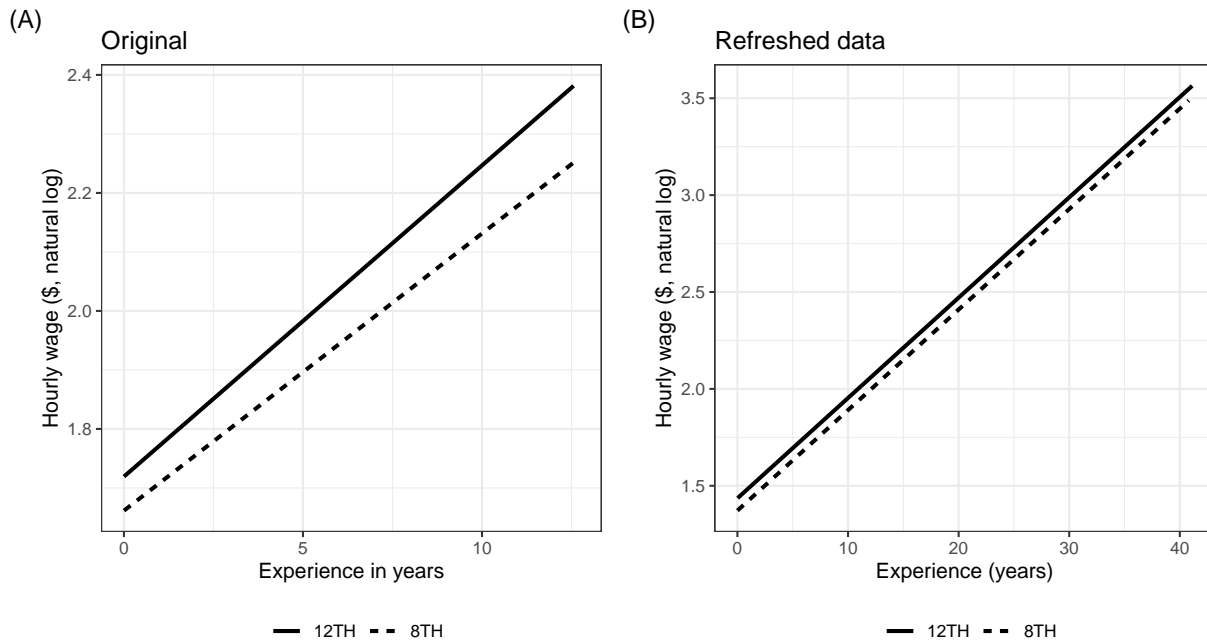 (A)
Original
Hourly wage ($, natural log)
2.4
2.2
2.0
1.8
0 5 10
Experience in years
12TH 8TH
(B)
Refreshed data
Hourly wage ($, natural log)
3.5
3.0
2.5
2.0
1.5
0 10 20 30 40
Experience (years)
12TH 8TH